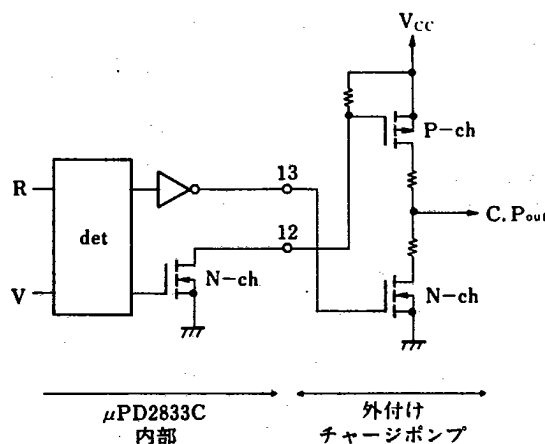 VCC
P-ch
R
13
C.Pout
det
12
N-ch
N-ch
V
μPD2833C
内部
外付け
チャージポンプ